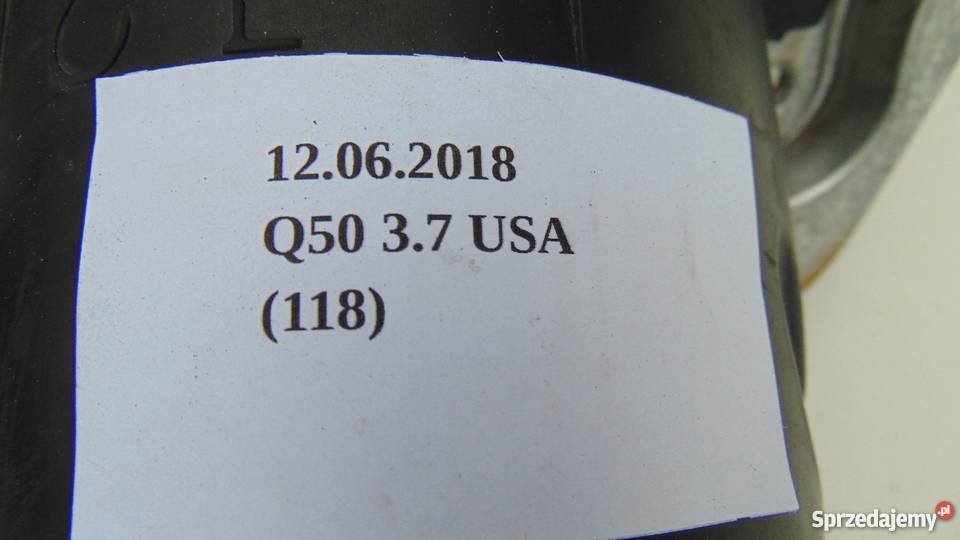 12.06.2018
Q50 3.7 USA
(118)
Sprzedajemy.pl